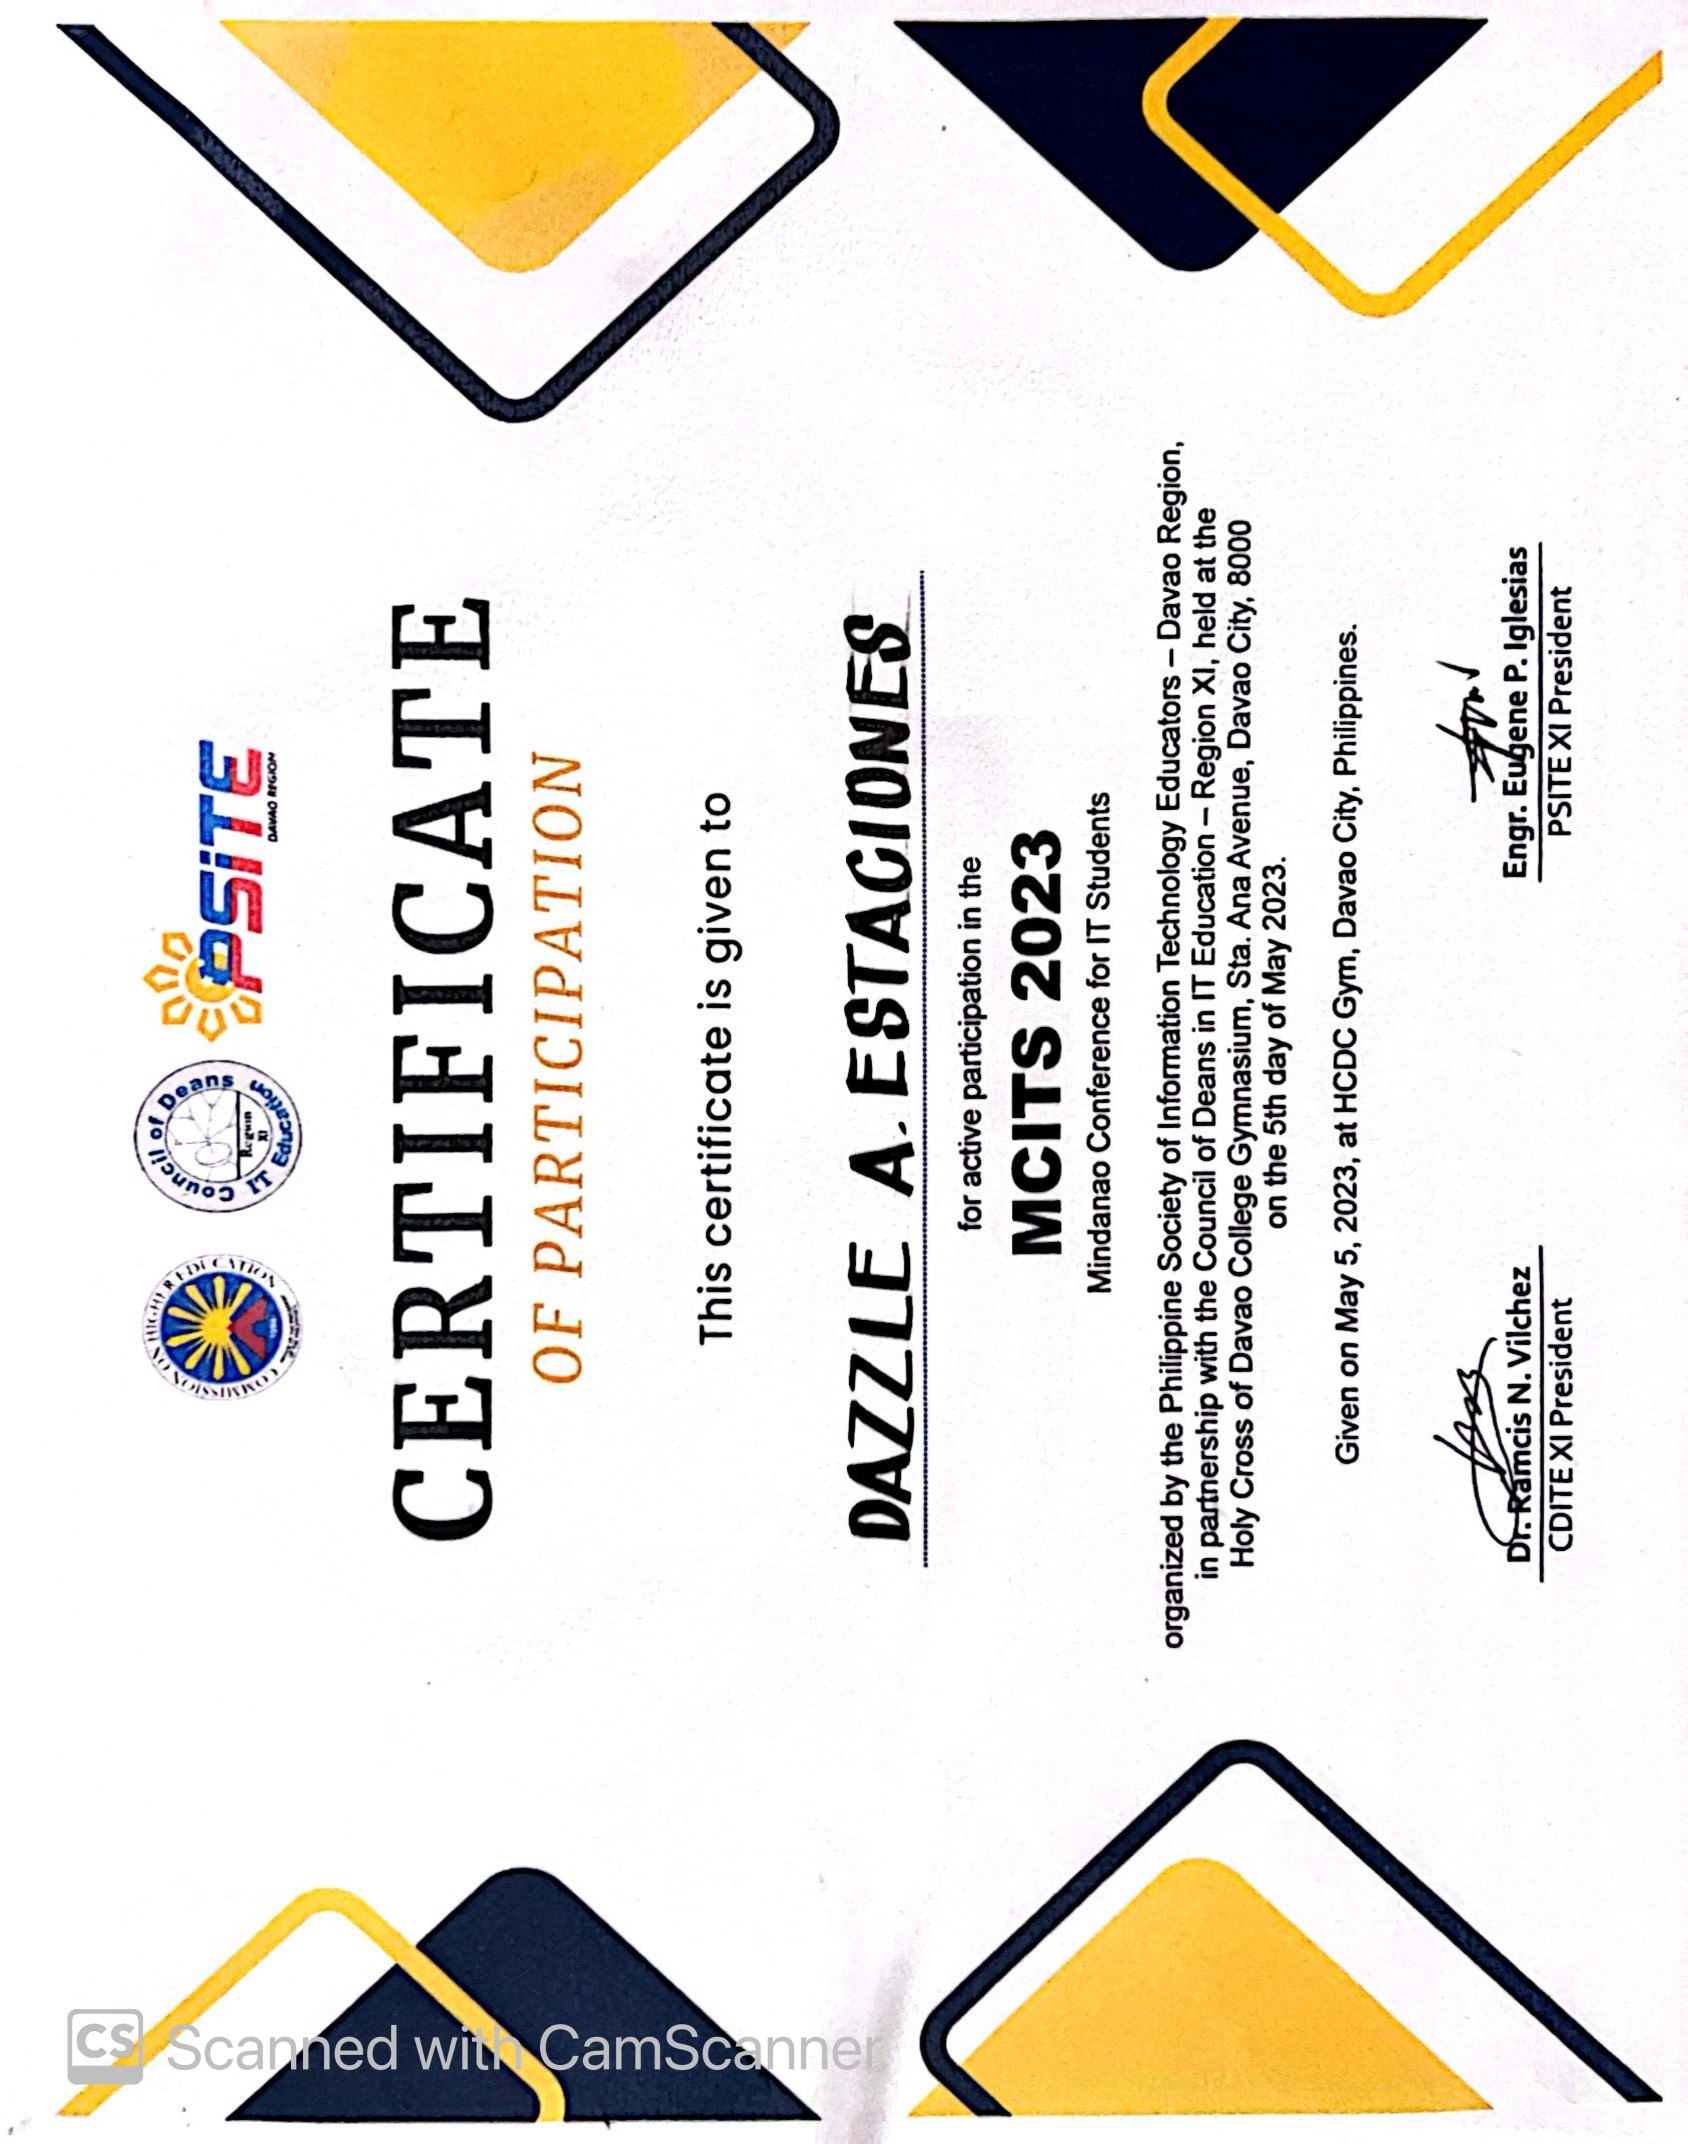 COMMISSION ON HIGHER EDUCATION
1994
Council of Deans
Region
XI
IT Education
PSiTE
DAVAO REGION
CERTIFICATE
OF PARTICIPATION
This certificate is given to
DAZZLE A. ESTACIONES
for active participation in the
MCITS 2023
Mindanao Conference for IT Students
organized by the Philippine Society of Information Technology Educators – Davao Region,
in partnership with the Council of Deans in IT Education – Region XI, held at the
Holy Cross of Davao College Gymnasium, Sta. Ana Avenue, Davao City, 8000
on the 5th day of May 2023.
Given on May 5, 2023, at HCDC Gym, Davao City, Philippines.
Dr. Ramcis N. Vilchez
CDITE XI President
Engr. Eugene P. Iglesias
PSITE XI President
CS Scanned with CamScanner